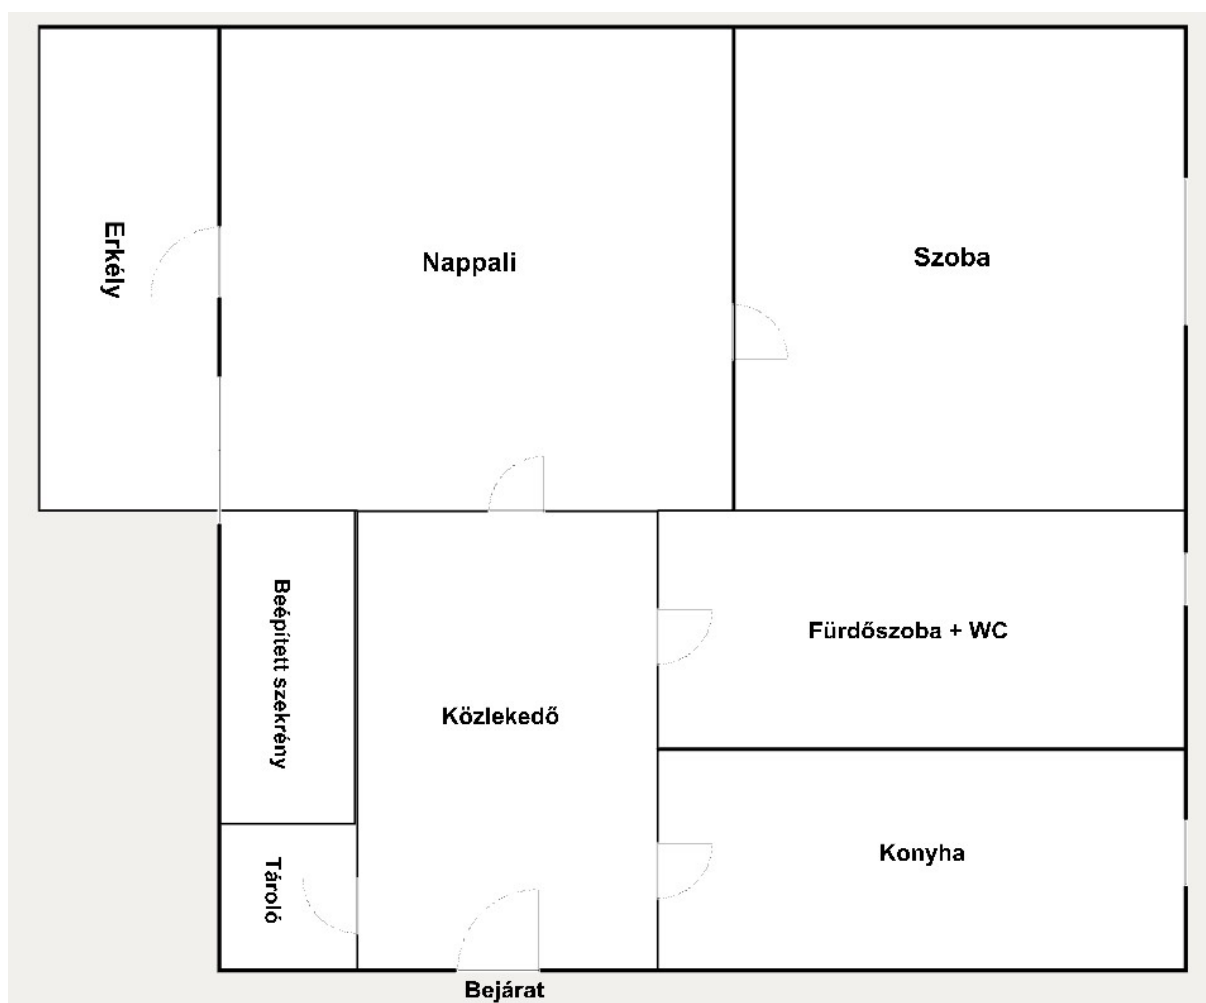 Erkély
Nappali
Szoba
Beépített szekrény
Közlekedő
Fürdőszoba + WC
Tároló
Konyha
Bejárat